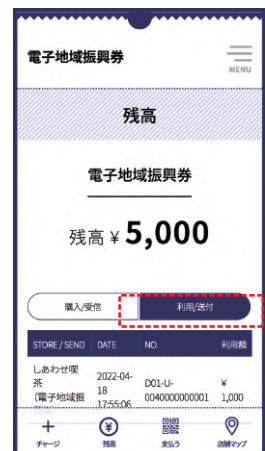 電子地域振興券
MENU
残高
電子地域振興券
残高 ¥ 5,000
購入/受信 利用/送付
STORE / SEND DATE NO. 利用額
しあわせ喫
茶
(電子地域振
2022-04-
18
17:55:06
D01-U-
0040000000001
¥
1,000
チャージ 残高 支払う 店舗マップ